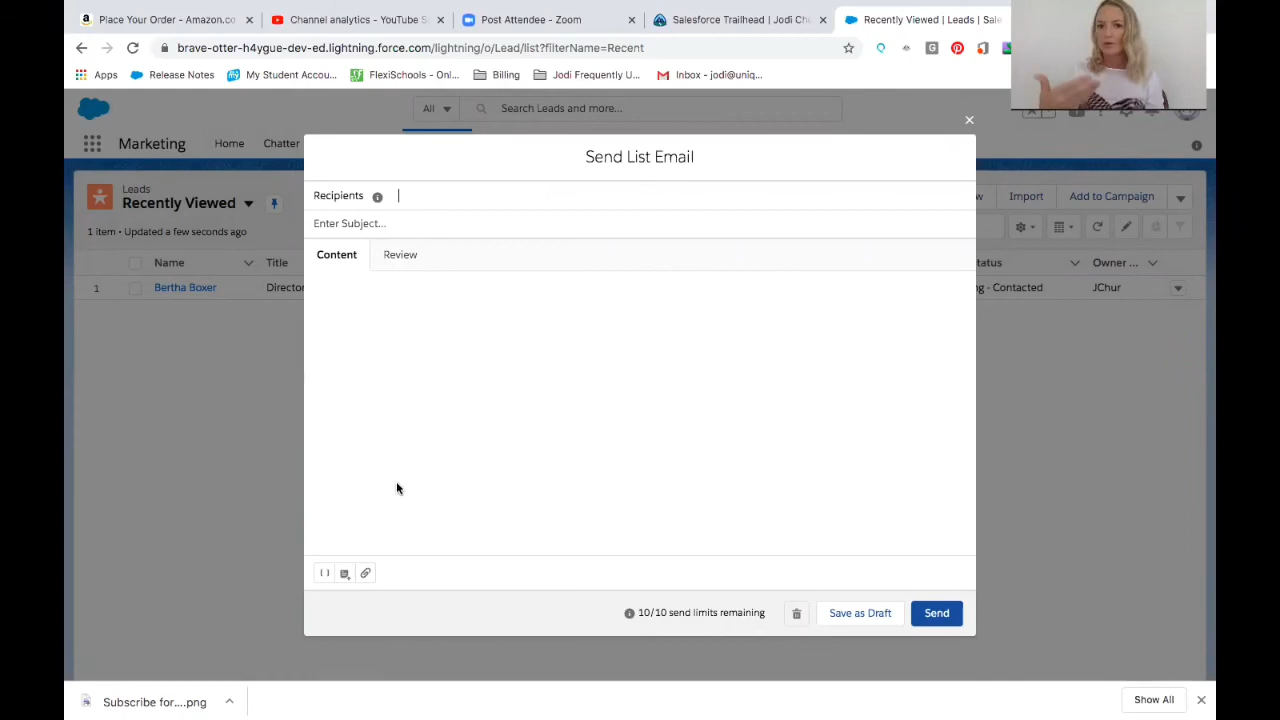 Place Your Order - Amazon.co
Channel analytics - YouTube S
Post Attendee - Zoom
Salesforce Trailhead | Jodi Ch
Recently Viewed | Leads | Sale
brave-otter-h4ygue-dev-ed.lightning.force.com/lightning/o/Lead/list?filterName=Recent
Apps
Release Notes
My Student Accou...
FlexiSchools - Onl...
Billing
Jodi Frequently U...
Inbox - jodi@uniq...
All
Search Leads and more...
Marketing
Home
Chatter
Send List Email
Leads
Recently Viewed
Import
Add to Campaign
1 item • Updated a few seconds ago
Recipients
Enter Subject...
Content
Review
Name
Title
Owner ...
1
Bertha Boxer
Director
Contacted
JChur
10/10 send limits remaining
Save as Draft
Send
Subscribe for....png
Show All